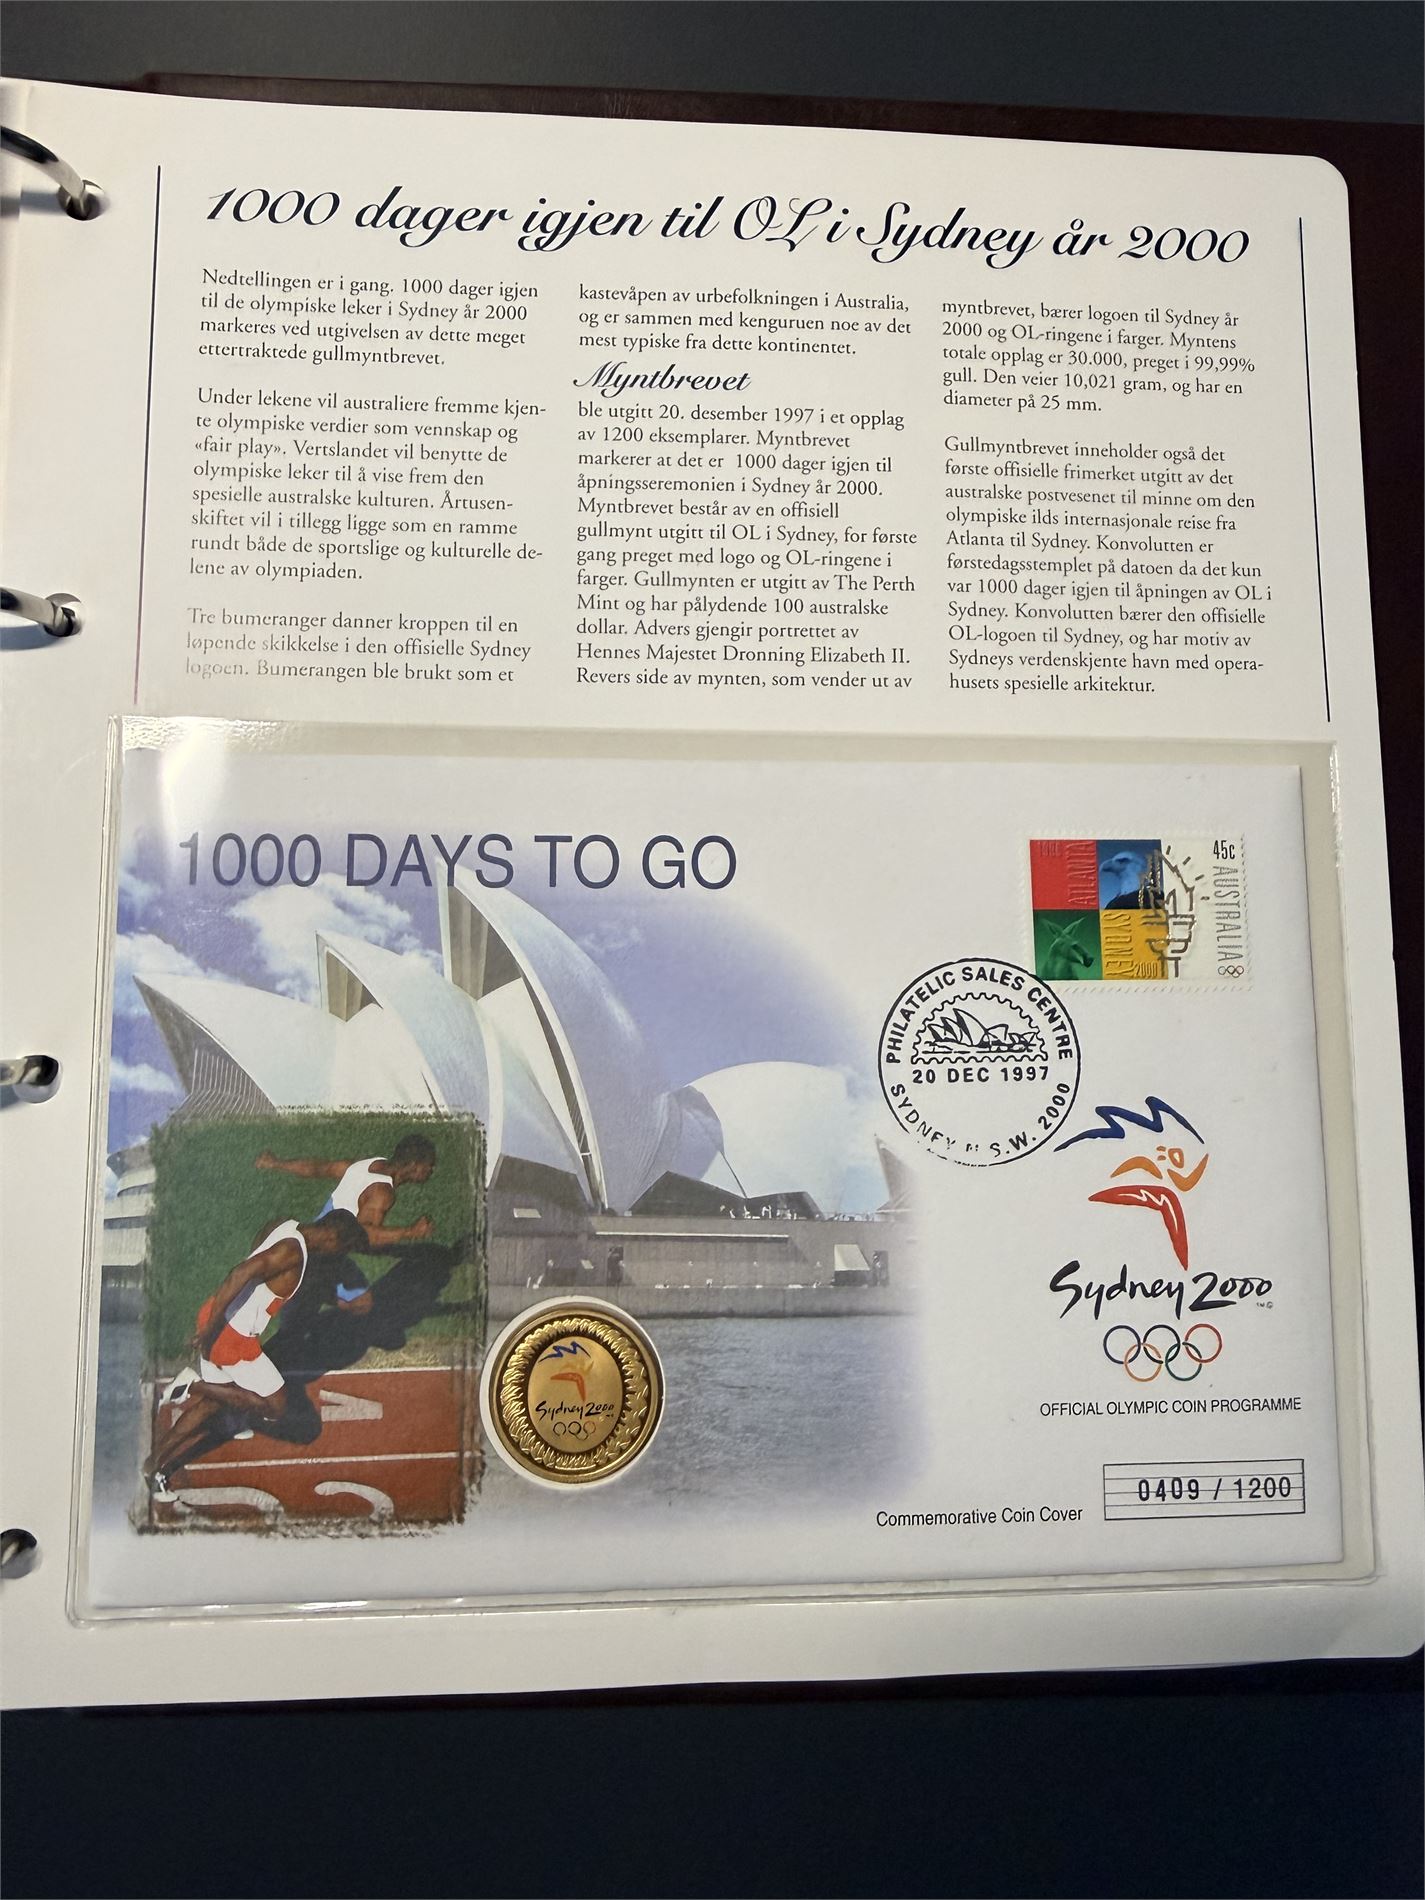 1000 dager igjen til OL i Sydney år 2000
Nedtellingen er i gang. 1000 dager igjen
til de olympiske leker i Sydney år 2000
markeres ved utgivelsen av dette meget
ettertraktede gullmyntbrevet.
Under lekene vil australiere fremme kjen-
te olympiske verdier som vennskap og
«fair play». Vertslandet vil benytte de
olympiske leker til å vise frem den
spesielle australske kulturen. Årtusen-
skiftet vil i tillegg ligge som en ramme
rundt både de sportslige og kulturelle de-
lene av olympiaden.
Tre bumeranger danner kroppen til en
løpende skikkelse i den offisielle Sydney
logoen. Bumerangen ble brukt som et
kastevåpen av urbefolkningen i Australia,
og er sammen med kenguruen noe av det
mest typiske fra dette kontinentet.
Myntbrevet
ble utgitt 20. desember 1997 i et opplag
av 1200 eksemplarer. Myntbrevet
markerer at det er 1000 dager igjen til
åpningsseremonien i Sydney år 2000.
Myntbrevet består av en offisiell
gullmynt utgitt til OL i Sydney, for første
gang preget med logo og OL-ringene i
farger. Gullmynten er utgitt av The Perth
Mint og har pålydende 100 australske
dollar. Advers gjengir portrettet av
Hennes Majestet Dronning Elizabeth II.
Revers side av mynten, som vender ut av
myntbrevet, bærer logoen til Sydney år
2000 og OL-ringene i farger. Myntens
totale opplag er 30.000, preget i 99,99%
gull. Den veier 10,021 gram, og har en
diameter på 25 mm.
Gullmyntbrevet inneholder også det
første offisielle frimerket utgitt av det
australske postvesenet til minne om den
olympiske ilds internasjonale reise fra
Atlanta til Sydney. Konvolutten er
førstedagsstemplet på datoen da det kun
var 1000 dager igjen til åpningen av OL i
Sydney. Konvolutten bærer den offisielle
OL-logoen til Sydney, og har motiv av
Sydneys verdenskjente havn med opera-
husets spesielle arkitektur.
1000 DAYS TO GO
1996
ATLANTA
SYDNEY
2000
45c
AUSTRALIA
PHILATELIC SALES CENTRE
20 DEC 1997
SYDNEY N.S.W. 2000
Sydney 2000
OFFICIAL OLYMPIC COIN PROGRAMME
Sydney 2000
Commemorative Coin Cover
0409 / 1200